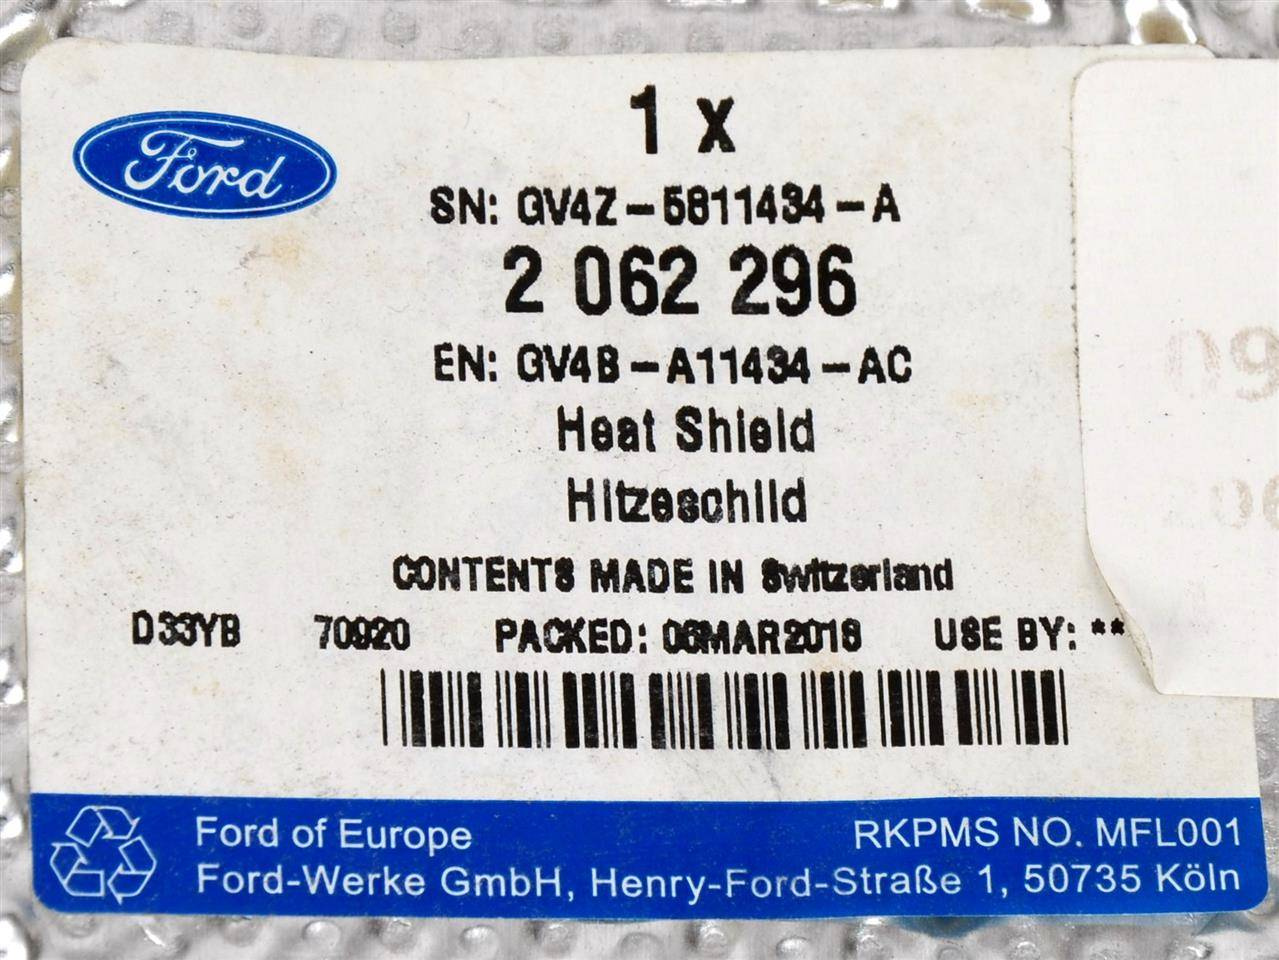 Ford
1 x
SN: GV4Z-5811434-A
2 062 296
EN: GV4B-A11434-AC
Heat Shield
Hitzeschild
CONTENTS MADE IN Switzerland
D33YB 70920 PACKED: 06MAR2018 USE BY: **
Ford of Europe RKPMS NO. MFL001
Ford-Werke GmbH, Henry-Ford-Straße 1, 50735 Köln